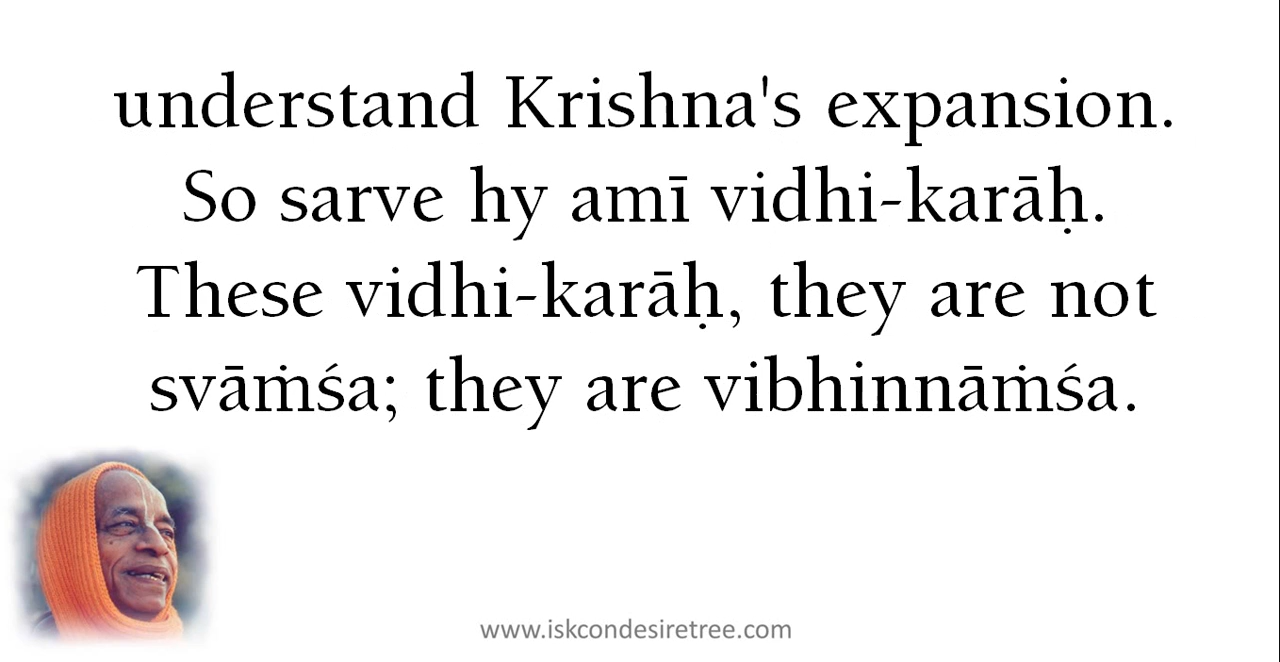 understand Krishna's expansion.
So sarve hy amī vidhi-karāḥ.
These vidhi-karāḥ, they are not
svāṁśa; they are vibhinnāṁśa.
www.iskcondesiretree.com